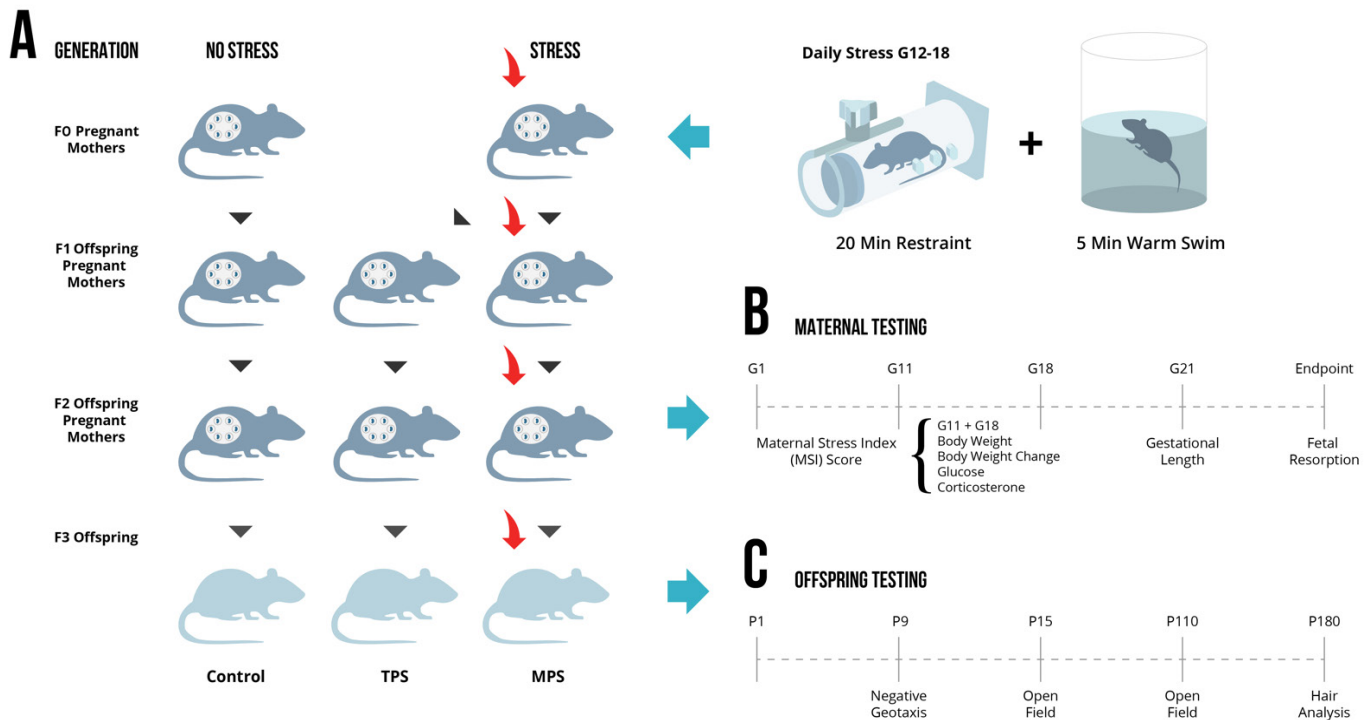 A
GENERATION
NO STRESS
STRESS
F0 Pregnant
Mothers
F1 Offspring
Pregnant
Mothers
F2 Offspring
Pregnant
Mothers
F3 Offspring
Control
TPS
MPS
Daily Stress G12-18
+
20 Min Restraint
5 Min Warm Swim
B
MATERNAL TESTING
G1
G11
G18
G21
Endpoint
Maternal Stress Index
(MSI) Score
{
G11 + G18
Body Weight
Body Weight Change
Glucose
Corticosterone
Gestational
Length
Fetal
Resorption
C
OFFSPRING TESTING
P1
P9
P15
P110
P180
Negative
Geotaxis
Open
Field
Open
Field
Hair
Analysis